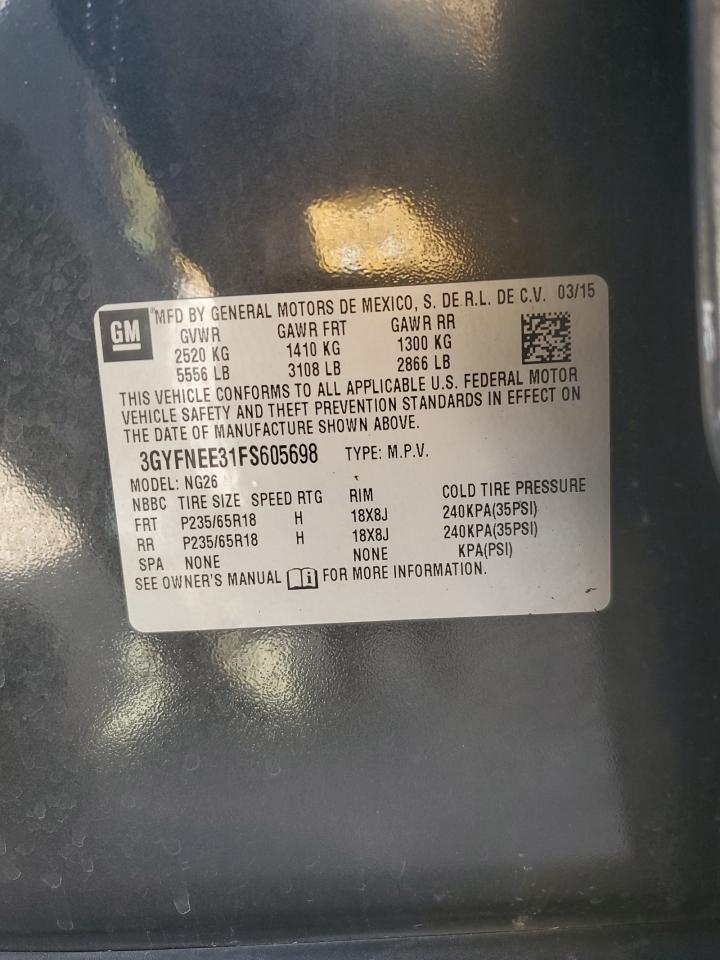 GM
MFD BY GENERAL MOTORS DE MEXICO, S. DE R.L. DE C.V. 03/15
GVWR GAWR FRT GAWR RR
2520 KG 1410 KG 1300 KG
5556 LB 3108 LB 2866 LB
THIS VEHICLE CONFORMS TO ALL APPLICABLE U.S. FEDERAL MOTOR
VEHICLE SAFETY AND THEFT PREVENTION STANDARDS IN EFFECT ON
THE DATE OF MANUFACTURE SHOWN ABOVE.
3GYFNEE31FS605698 TYPE: M.P.V.
MODEL: NG26
NBBC TIRE SIZE SPEED RTG RIM COLD TIRE PRESSURE
FRT P235/65R18 H 18X8J 240KPA(35PSI)
RR P235/65R18 H 18X8J 240KPA(35PSI)
SPA NONE NONE KPA(PSI)
SEE OWNER'S MANUAL FOR MORE INFORMATION.